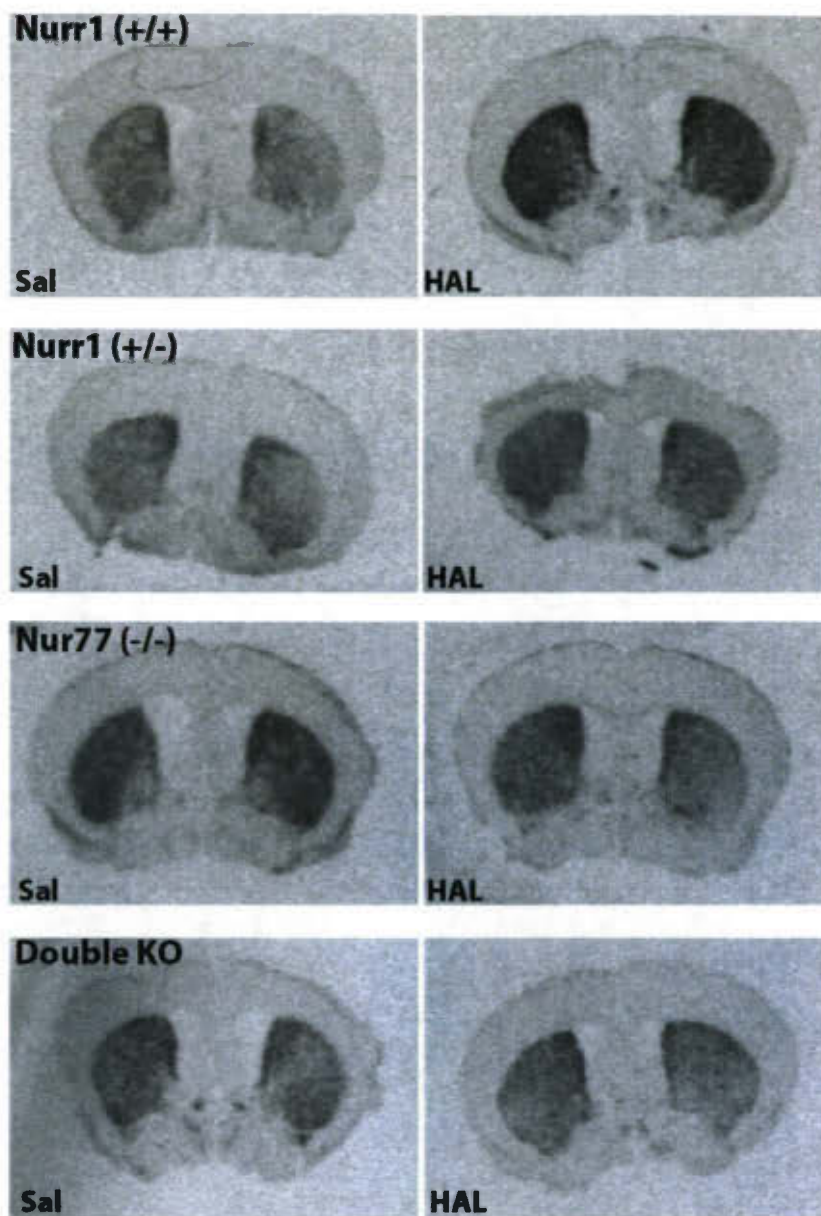 Nurr1 (+/+)
Sal
HAL
Nurr1 (+/-)
Sal
HAL
Nur77 (-/-)
Sal
HAL
Double KO
Sal
HAL